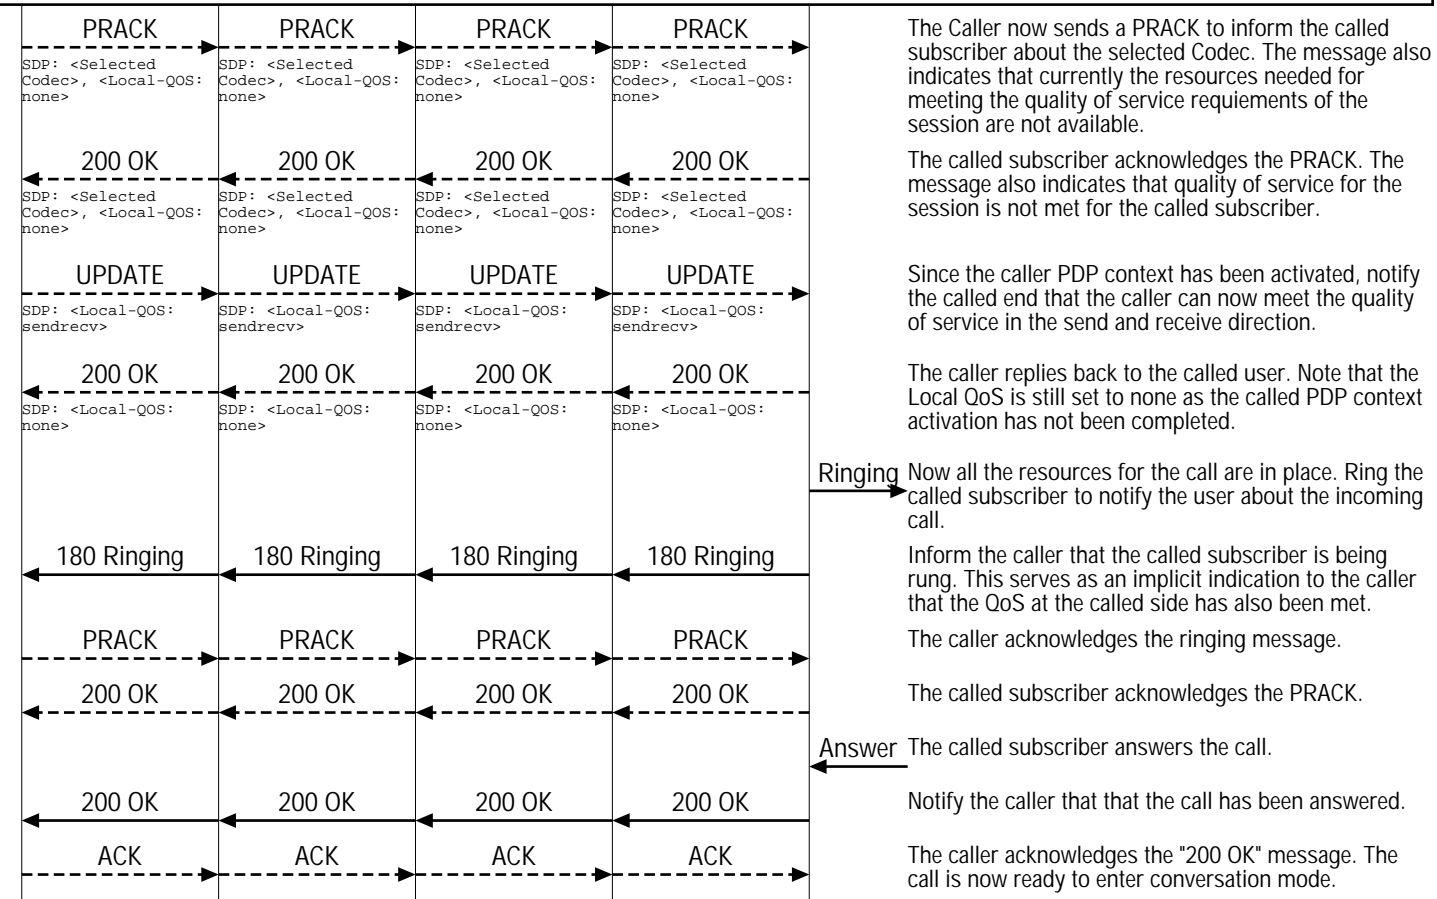 PRACK PRACK PRACK PRACK
SDP: <Selected Codec>, <Local-QOS: none>
SDP: <Selected Codec>, <Local-QOS: none>
SDP: <Selected Codec>, <Local-QOS: none>
SDP: <Selected Codec>, <Local-QOS: none>
The Caller now sends a PRACK to inform the called
subscriber about the selected Codec. The message also
indicates that currently the resources needed for
meeting the quality of service requiements of the
session are not available.
200 OK 200 OK 200 OK 200 OK
SDP: <Selected Codec>, <Local-QOS: none>
SDP: <Selected Codec>, <Local-QOS: none>
SDP: <Selected Codec>, <Local-QOS: none>
SDP: <Selected Codec>, <Local-QOS: none>
The called subscriber acknowledges the PRACK. The
message also indicates that quality of service for the
session is not met for the called subscriber.
UPDATE UPDATE UPDATE UPDATE
SDP: <Local-QOS: sendrecv>
SDP: <Local-QOS: sendrecv>
SDP: <Local-QOS: sendrecv>
SDP: <Local-QOS: sendrecv>
Since the caller PDP context has been activated, notify
the called end that the caller can now meet the quality
of service in the send and receive direction.
200 OK 200 OK 200 OK 200 OK
SDP: <Local-QOS: none>
SDP: <Local-QOS: none>
SDP: <Local-QOS: none>
SDP: <Local-QOS: none>
The caller replies back to the called user. Note that the
Local QoS is still set to none as the called PDP context
activation has not been completed.
Ringing
Now all the resources for the call are in place. Ring the
called subscriber to notify the user about the incoming
call.
180 Ringing 180 Ringing 180 Ringing 180 Ringing
Inform the caller that the called subscriber is being
rung. This serves as an implicit indication to the caller
that the QoS at the called side has also been met.
PRACK PRACK PRACK PRACK
The caller acknowledges the ringing message.
200 OK 200 OK 200 OK 200 OK
The called subscriber acknowledges the PRACK.
Answer
The called subscriber answers the call.
200 OK 200 OK 200 OK 200 OK
Notify the caller that that the call has been answered.
ACK ACK ACK ACK
The caller acknowledges the "200 OK" message. The
call is now ready to enter conversation mode.